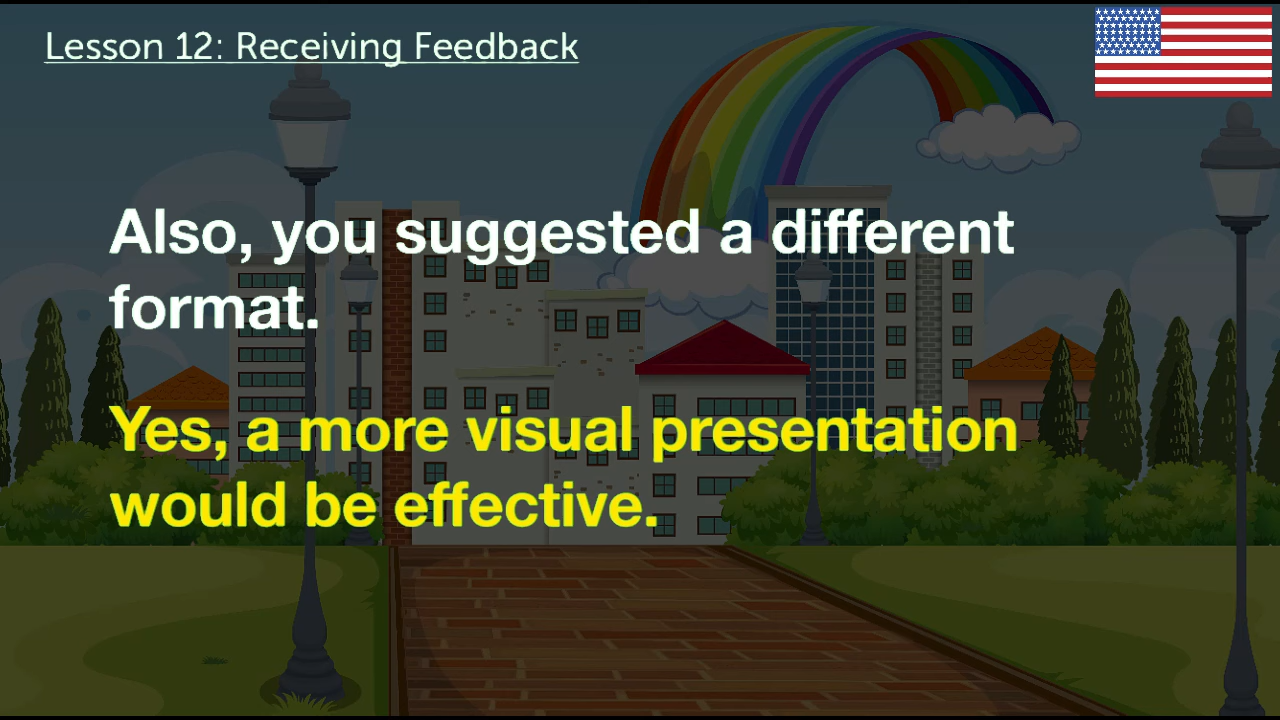 Lesson 12: Receiving Feedback
Also, you suggested a different
format.
Yes, a more visual presentation
would be effective.